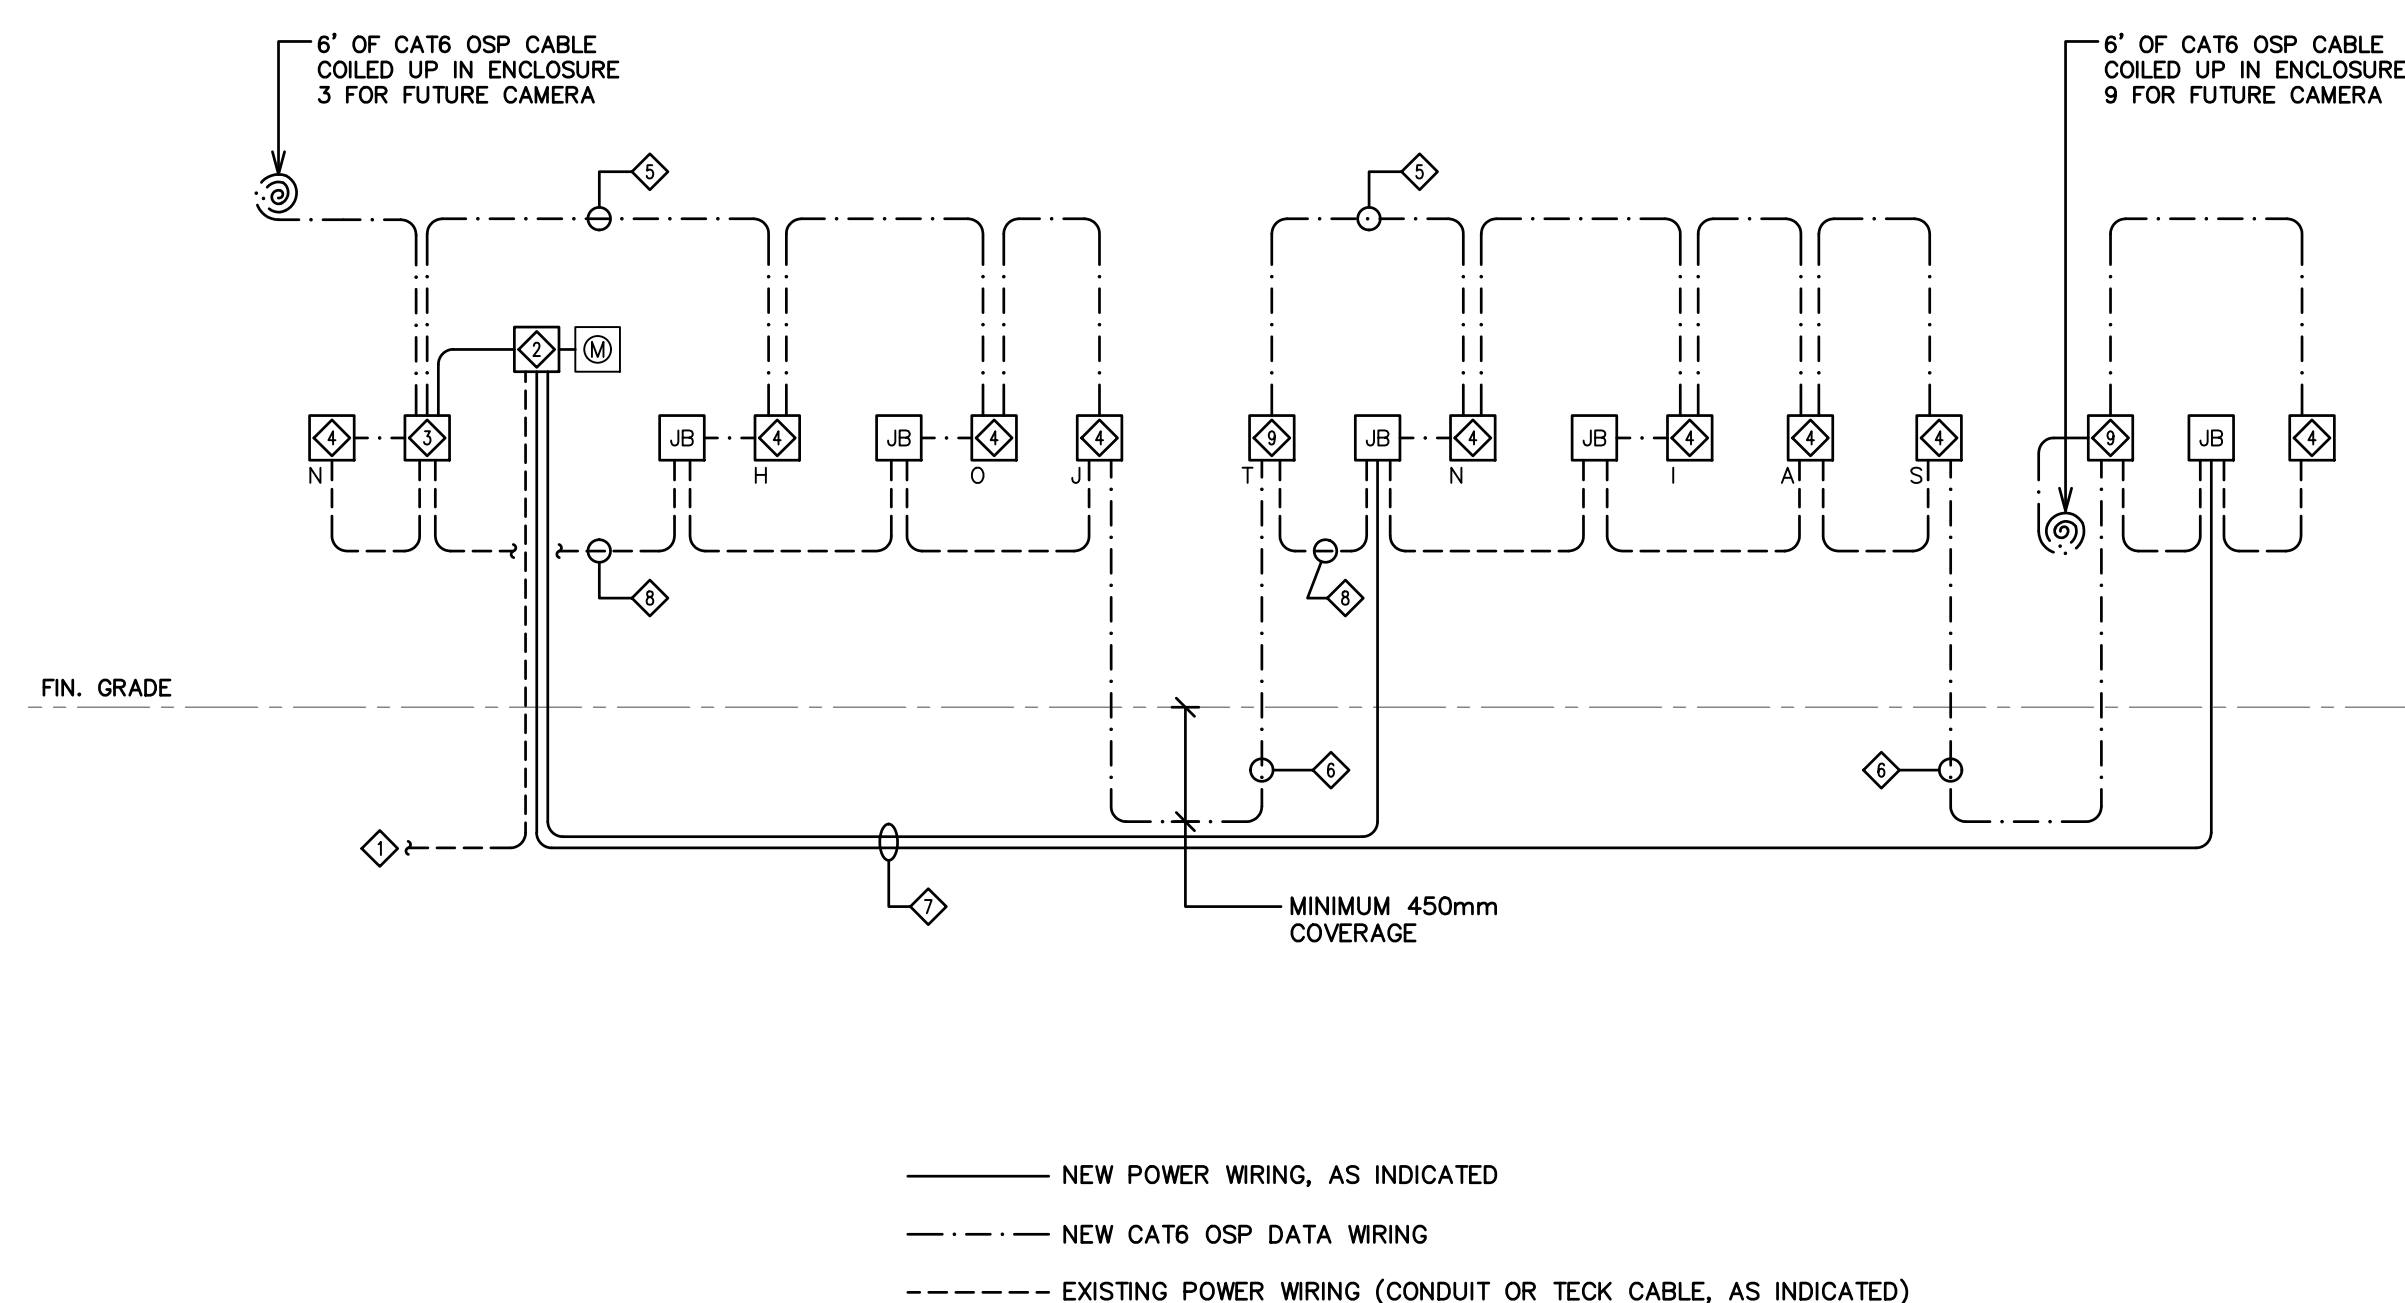 6' OF CAT6 OSP CABLE
COILED UP IN ENCLOSURE
3 FOR FUTURE CAMERA
6' OF CAT6 OSP CABLE
COILED UP IN ENCLOSURE
9 FOR FUTURE CAMERA
5
5
2
M
4
3
JB
4
JB
4
4
9
JB
4
JB
4
4
4
9
JB
4
N
H
O
J
T
N
I
A
S
8
8
FIN. GRADE
6
6
1
7
MINIMUM 450mm
COVERAGE
NEW POWER WIRING, AS INDICATED
NEW CAT6 OSP DATA WIRING
EXISTING POWER WIRING (CONDUIT OR TECK CABLE, AS INDICATED)